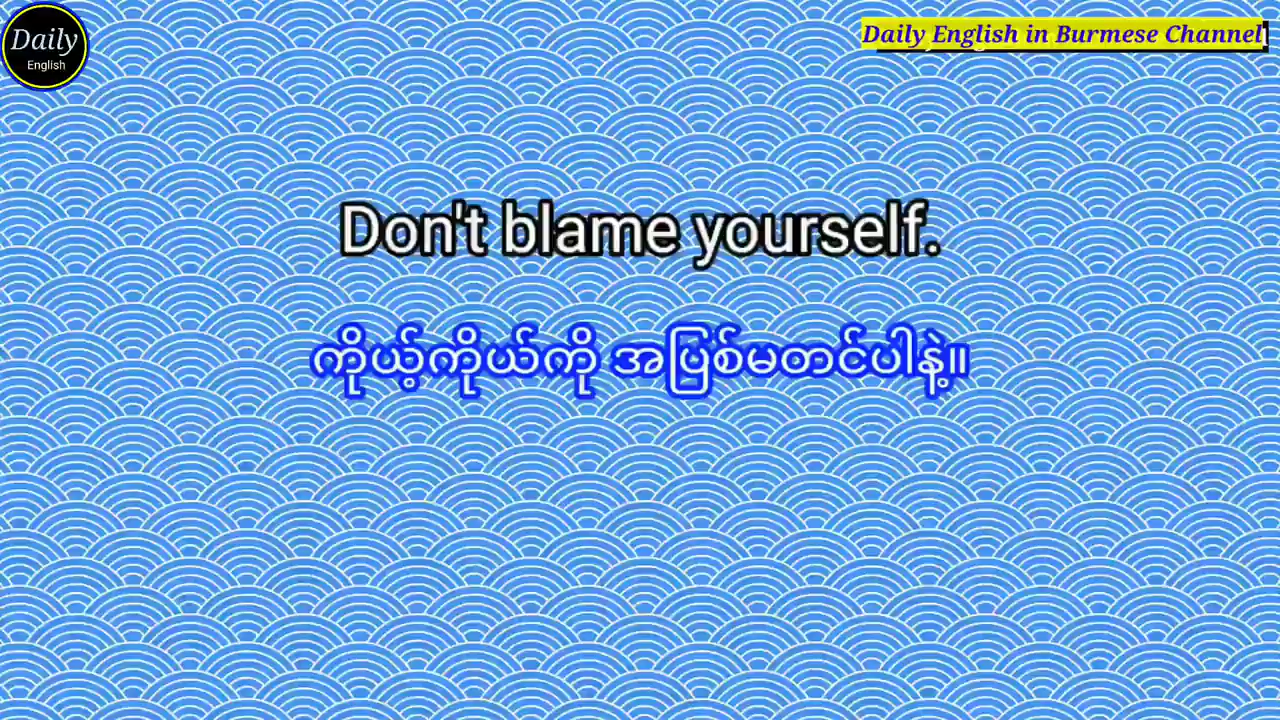 Daily
English
Daily English in Burmese Channel
Don't blame yourself.
ကိုယ့်ကိုယ်ကို အပြစ်မတင်ပါနဲ့။